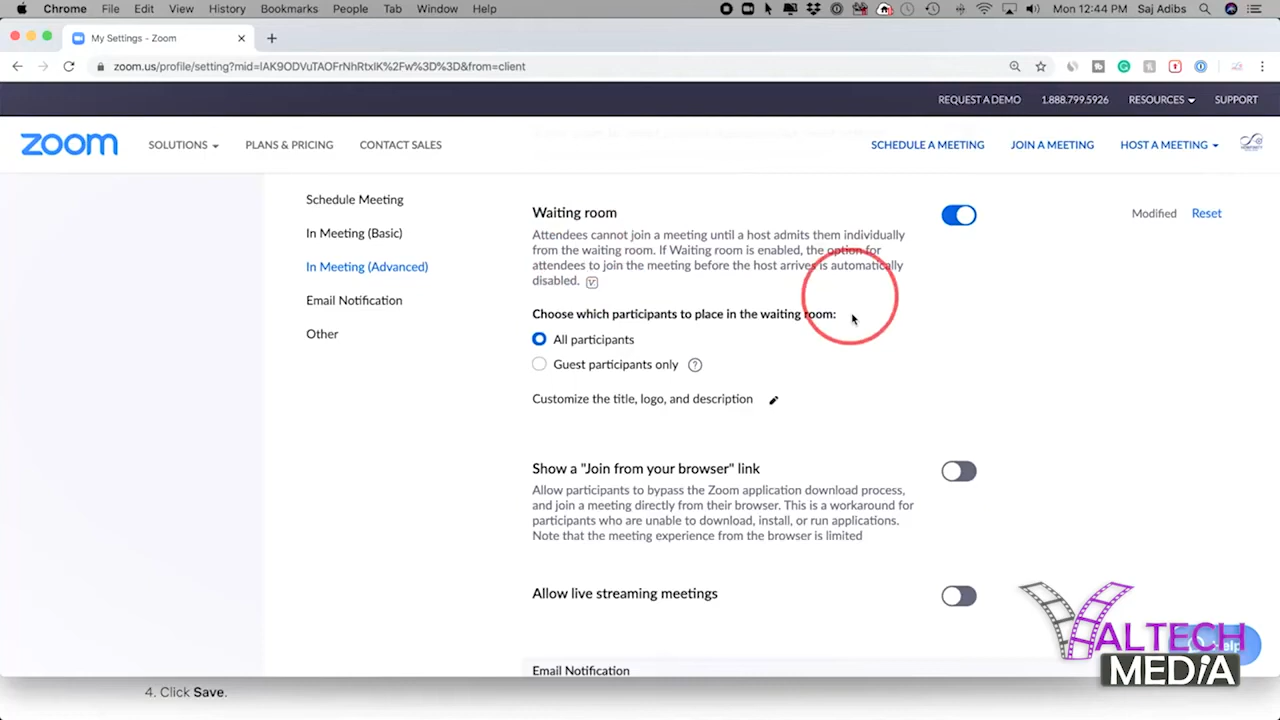 Chrome File Edit View History Bookmarks People Tab Window Help Mon 12:44 PM Saj Adibs
My Settings - Zoom
zoom.us/profile/setting?mid=lAK9ODVuTAOFrNhRtxlK%2Fw%3D%3D&from=client
REQUEST A DEMO 1.888.799.5926 RESOURCES SUPPORT
zoom SOLUTIONS PLANS & PRICING CONTACT SALES SCHEDULE A MEETING JOIN A MEETING HOST A MEETING
Schedule Meeting
In Meeting (Basic)
In Meeting (Advanced)
Email Notification
Other
Waiting room
Modified Reset
Attendees cannot join a meeting until a host admits them individually
from the waiting room. If Waiting room is enabled, the option for
attendees to join the meeting before the host arrives is automatically
disabled.
Choose which participants to place in the waiting room:
All participants
Guest participants only ?
Customize the title, logo, and description
Show a "Join from your browser" link
Allow participants to bypass the Zoom application download process,
and join a meeting directly from their browser. This is a workaround for
participants who are unable to download, install, or run applications.
Note that the meeting experience from the browser is limited
Allow live streaming meetings
Email Notification
4. Click Save.
YALTECH
MEDIA